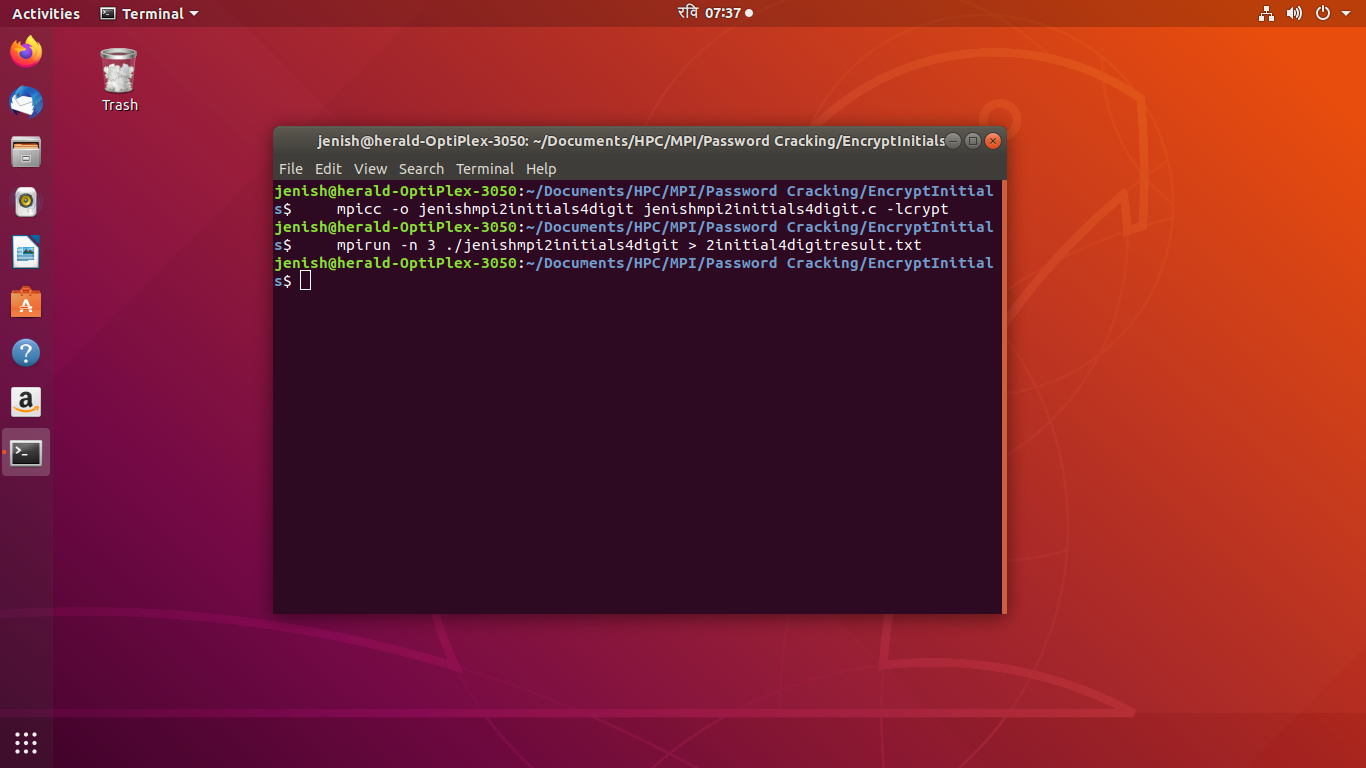 Activities Terminal रवि 07:37
Trash
jenish@herald-OptiPlex-3050: ~/Documents/HPC/MPI/Password Cracking/EncryptInitials
File Edit View Search Terminal Help
jenish@herald-OptiPlex-3050:~/Documents/HPC/MPI/Password Cracking/EncryptInitial
s$     mpicc -o jenishmpi2initials4digit jenishmpi2initials4digit.c -lcrypt
jenish@herald-OptiPlex-3050:~/Documents/HPC/MPI/Password Cracking/EncryptInitial
s$     mpirun -n 3 ./jenishmpi2initials4digit > 2initial4digitresult.txt
jenish@herald-OptiPlex-3050:~/Documents/HPC/MPI/Password Cracking/EncryptInitial
s$